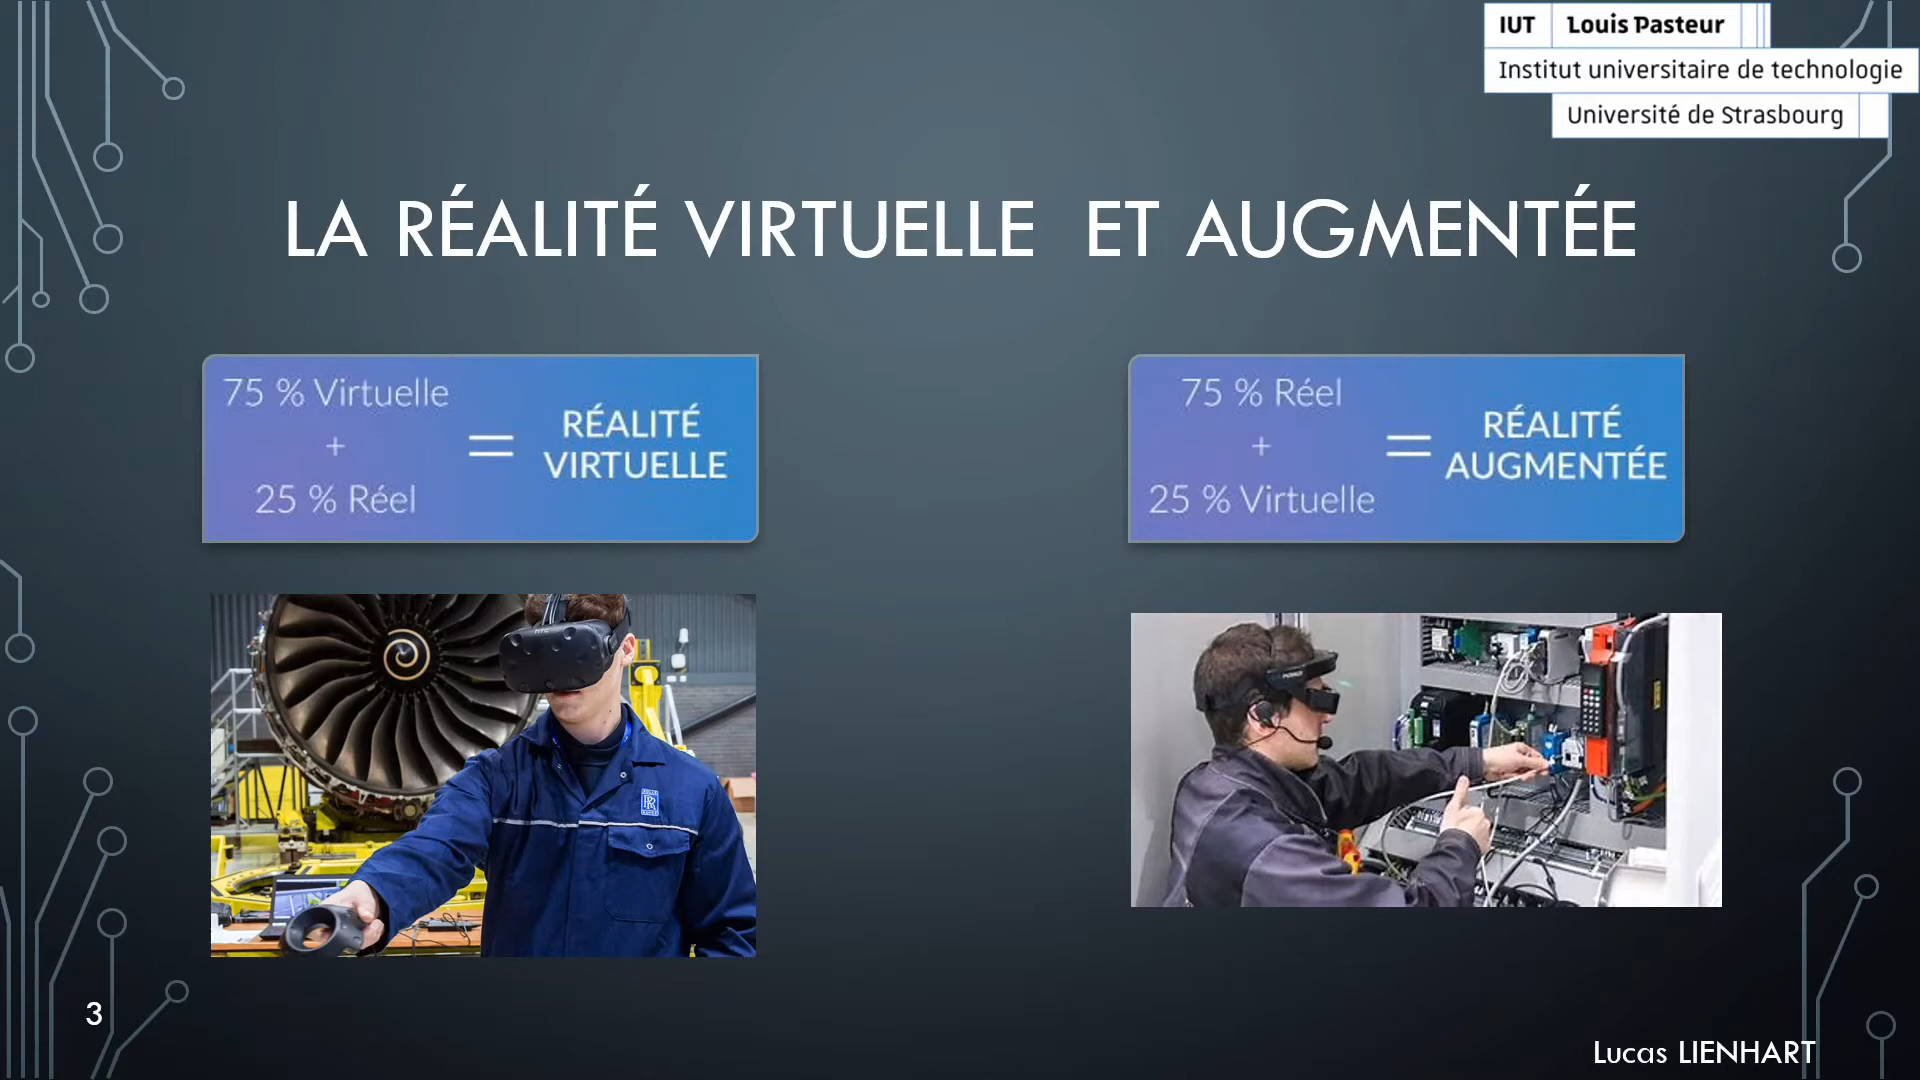 IUT Louis Pasteur
Institut universitaire de technologie
Université de Strasbourg
LA RÉALITÉ VIRTUELLE ET AUGMENTÉE
75 % Virtuelle
+
25 % Réel
=
RÉALITÉ
VIRTUELLE
75 % Réel
+
25 % Virtuelle
=
RÉALITÉ
AUGMENTÉE
3
Lucas LIENHART